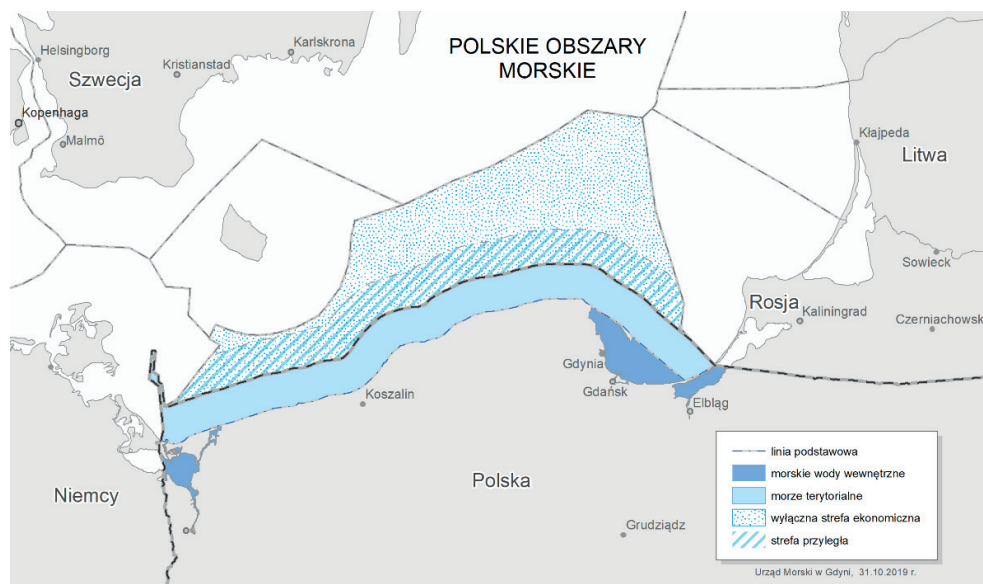 POLSKIE OBSZARY
MORSKIE
Helsingborg
Karlskrona
Kristianstad
Szwecja
Kopenhaga
Malmö
Kłajpeda
Litwa
Sowieck
Rosja
Kaliningrad
Czerniachowsk
Gdynia
Gdańsk
Elbląg
Koszalin
Niemcy
Polska
Grudziądz
linia podstawowa
morskie wody wewnętrzne
morze terytorialne
wyłączna strefa ekonomiczna
strefa przyległa
Urząd Morski w Gdyni, 31.10.2019 r.